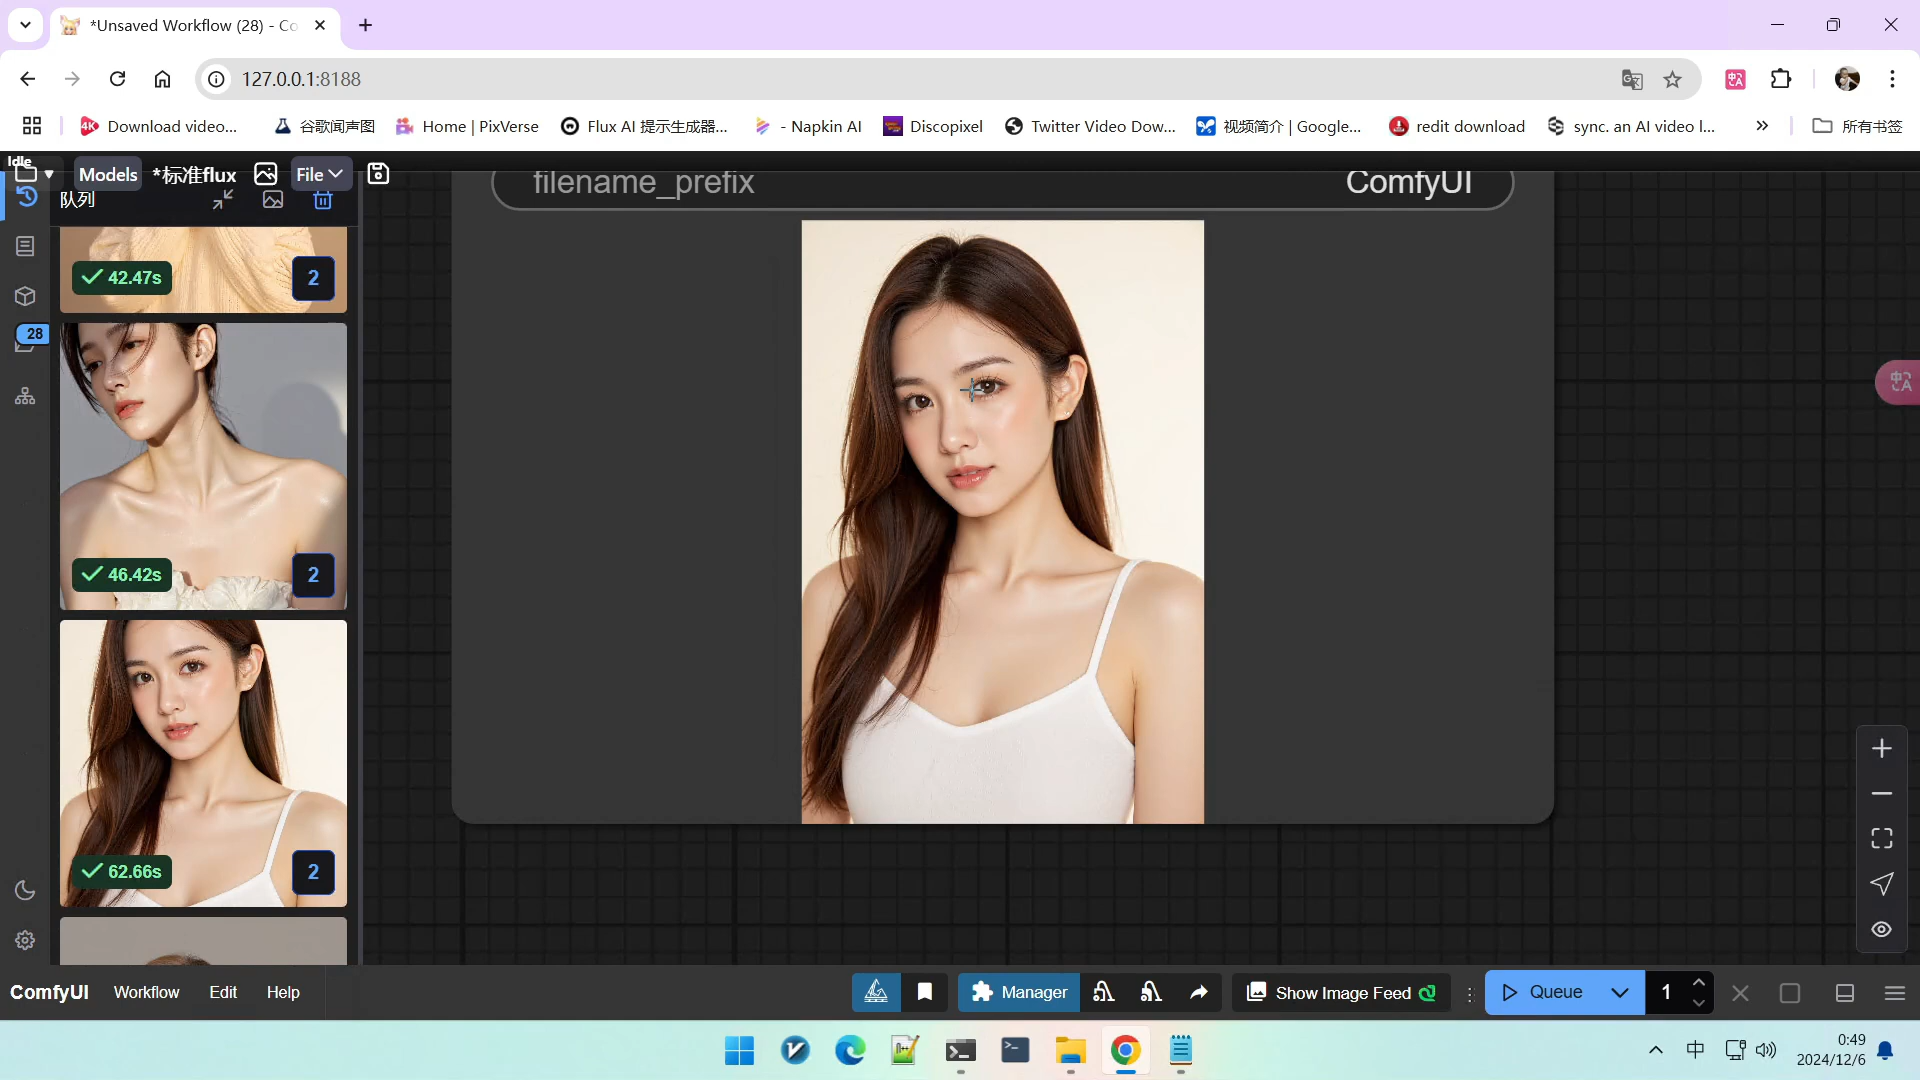 *Unsaved Workflow (28) - Co
127.0.0.1:8188
Download video...
谷歌闻声图
Home | PixVerse
Flux AI 提示生成器...
- Napkin AI
Discopixel
Twitter Video Dow...
视频简介 | Google...
redit download
sync. an AI video l...
所有书签
Idle
Models
*标准flux
File
队列
filename_prefix
ComfyUI
42.47s
2
28
46.42s
2
62.66s
2
ComfyUI
Workflow
Edit
Help
Manager
Show Image Feed
Queue
1
中
0:49
2024/12/6